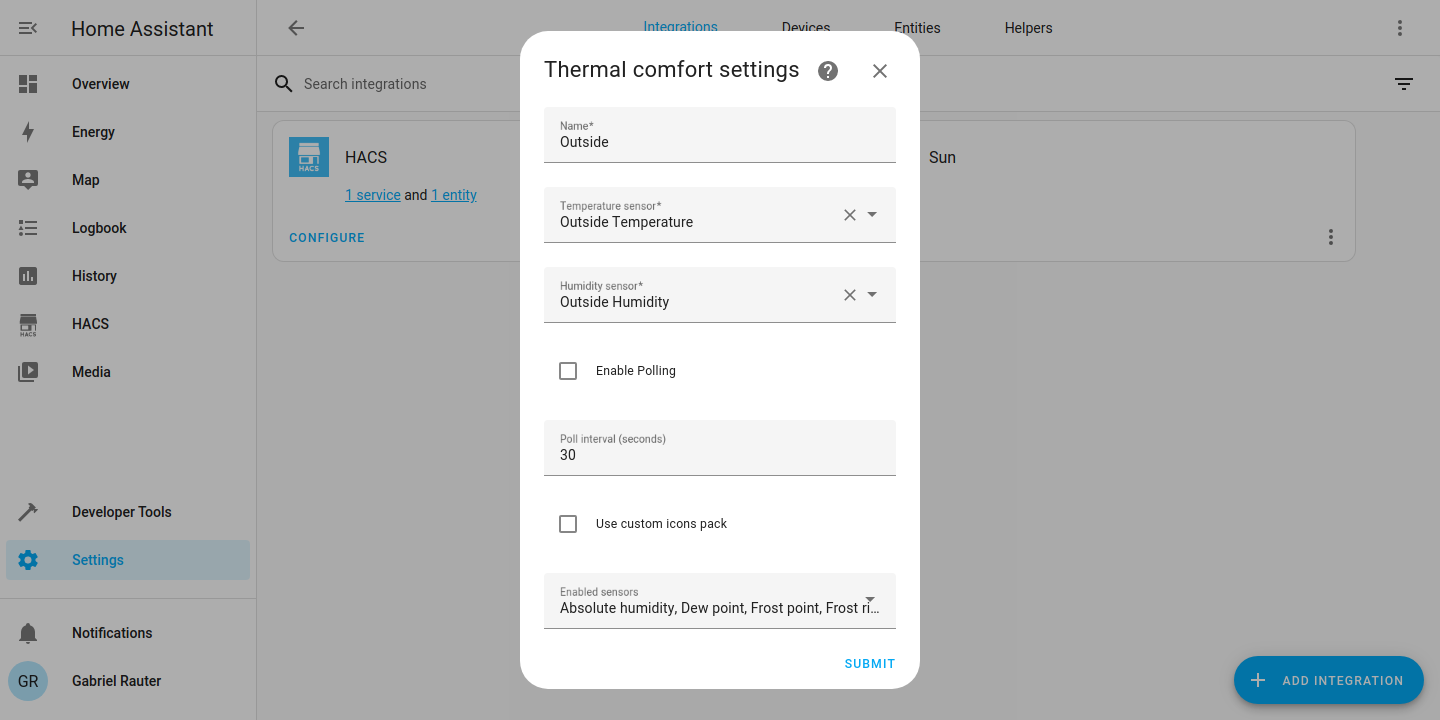 Home Assistant
Integrations
Devices
Entities
Helpers
Search integrations
Overview
Energy
Map
Logbook
History
HACS
HACS
Media
Developer Tools
Settings
Notifications
GR
Gabriel Rauter
HACS
HACS
1 service and 1 entity
CONFIGURE
Sun
Thermal comfort settings
Name*
Outside
Temperature sensor*
Outside Temperature
Humidity sensor*
Outside Humidity
Enable Polling
Poll interval (seconds)
30
Use custom icons pack
Enabled sensors
Absolute humidity, Dew point, Frost point, Frost ri...
SUBMIT
ADD INTEGRATION